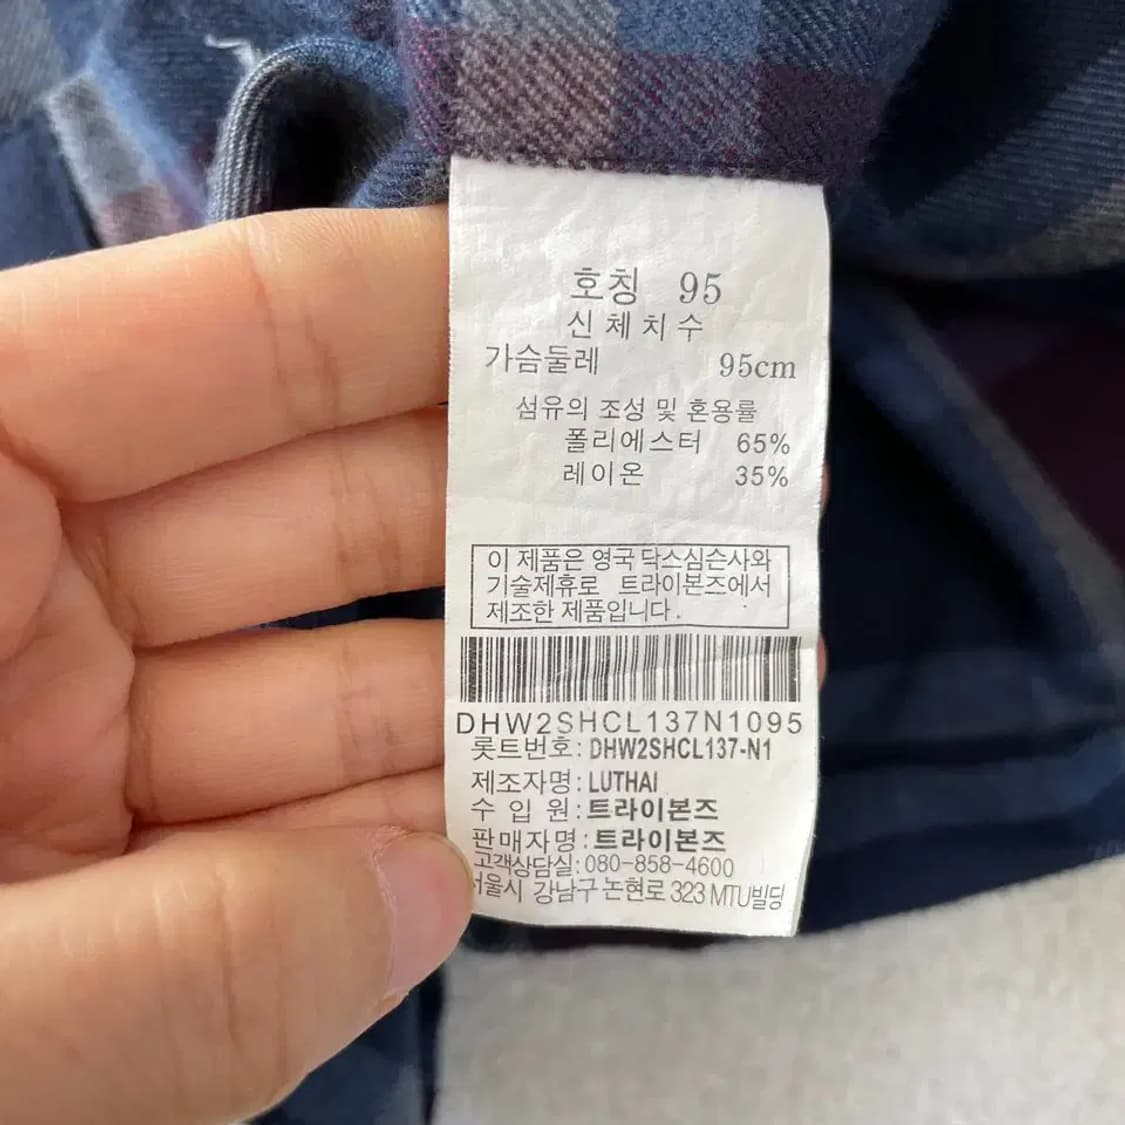 호칭 95
신체치수
가슴둘레 95cm
섬유의 조성 및 혼용률
폴리에스터 65%
레이온 35%
이 제품은 영국 닥스심슨사와
기술제휴로 트라이본즈에서
제조한 제품입니다.
DHW2SHCL137N1095
롯트번호: DHW2SHCL137-N1
제조자명: LUTHAI
수 입 원: 트라이본즈
판매자명: 트라이본즈
고객상담실: 080-858-4600
서울시 강남구 논현로 323 MTU빌딩